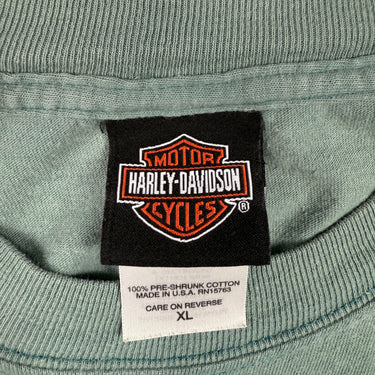 MOTOR
HARLEY-DAVIDSON
CYCLES
®
100% PRE-SHRUNK COTTON
MADE IN U.S.A. RN15763
CARE ON REVERSE
XL